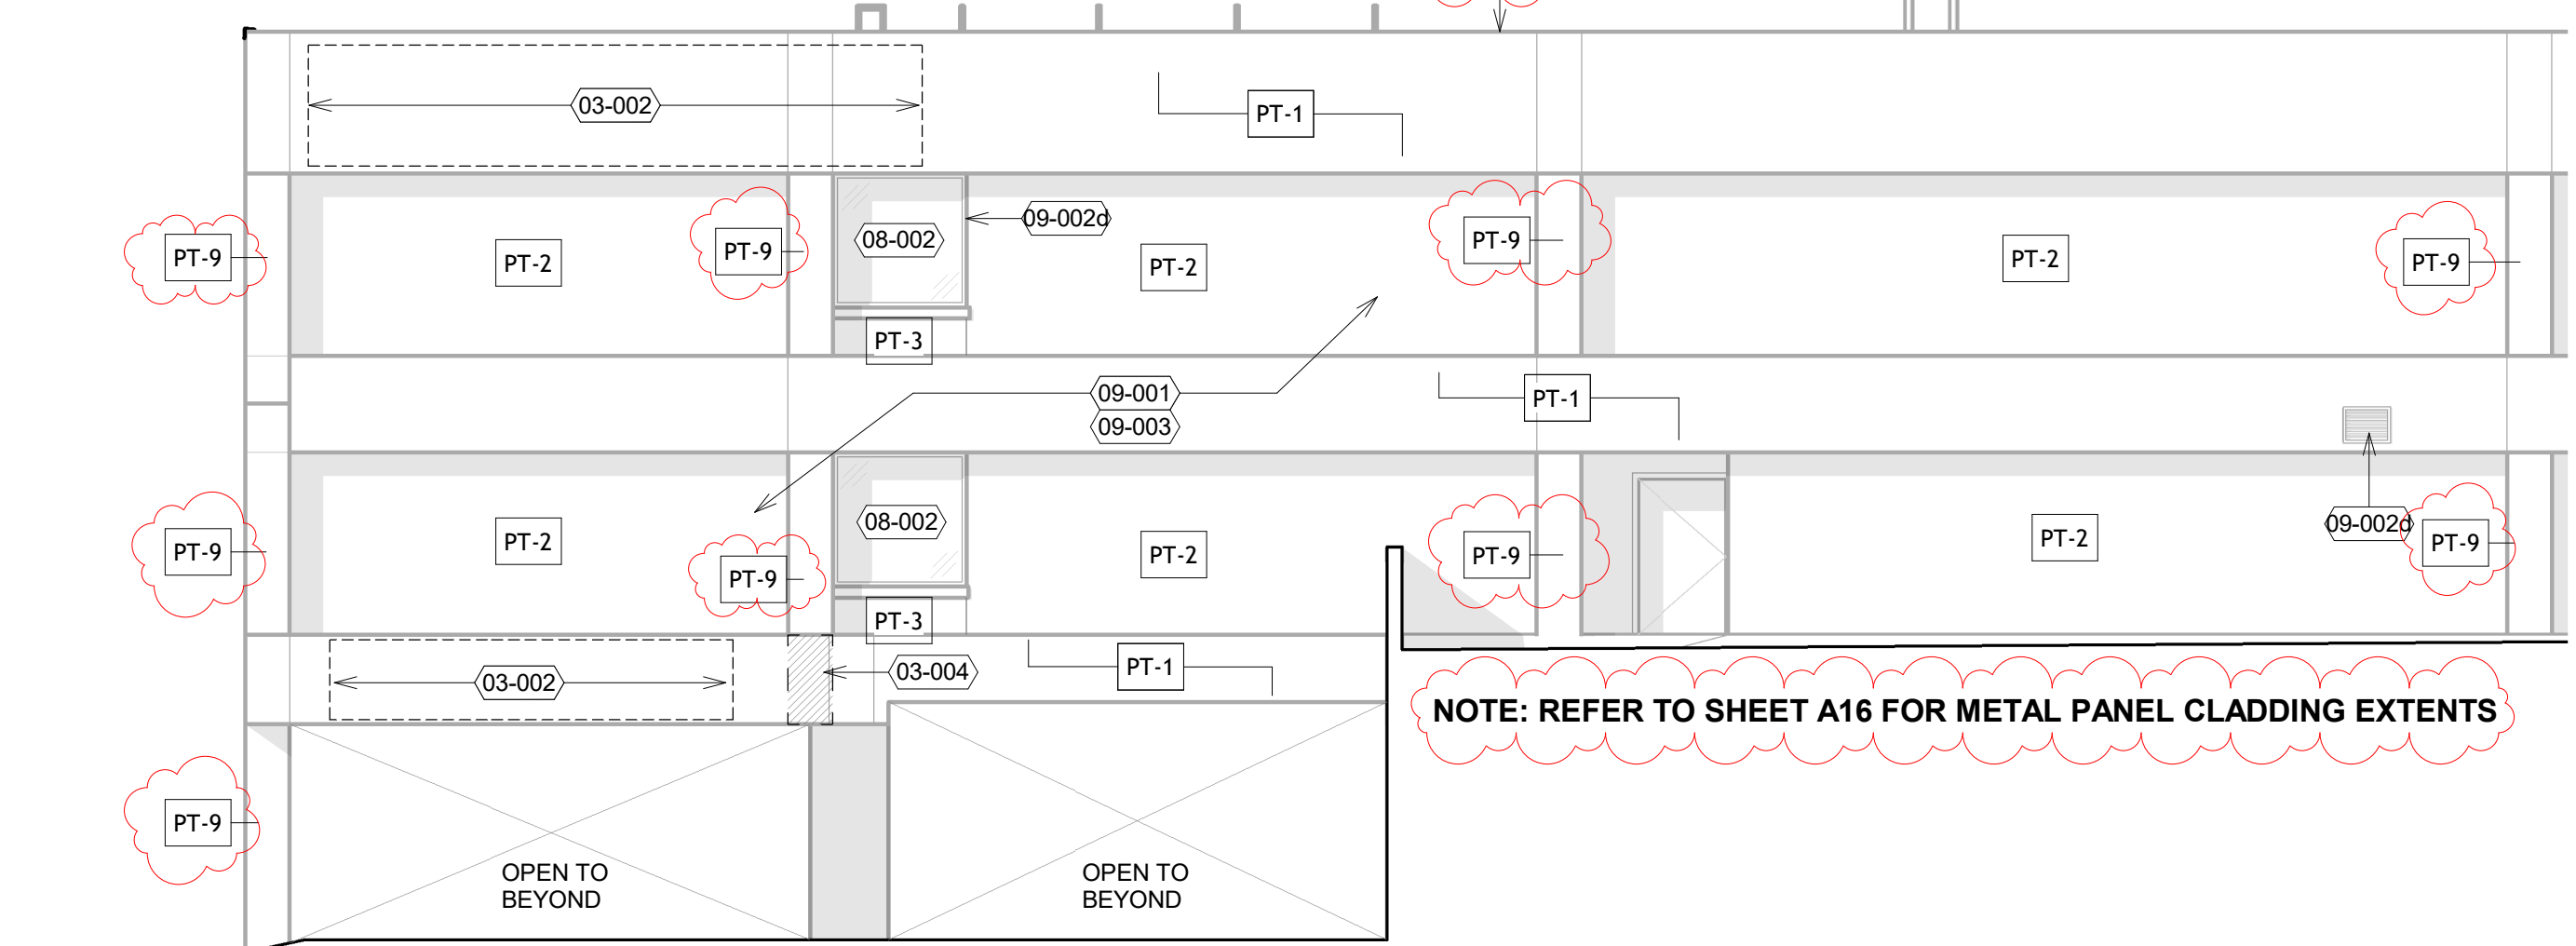 03-002
PT-1
PT-9
PT-2
PT-9
08-002
09-002d
PT-2
PT-9
PT-2
PT-9
PT-3
09-001
09-003
PT-1
PT-9
PT-2
PT-9
08-002
PT-2
PT-9
PT-2
09-002d
PT-9
PT-3
03-002
03-004
PT-1
NOTE: REFER TO SHEET A16 FOR METAL PANEL CLADDING EXTENTS
PT-9
OPEN TO
BEYOND
OPEN TO
BEYOND